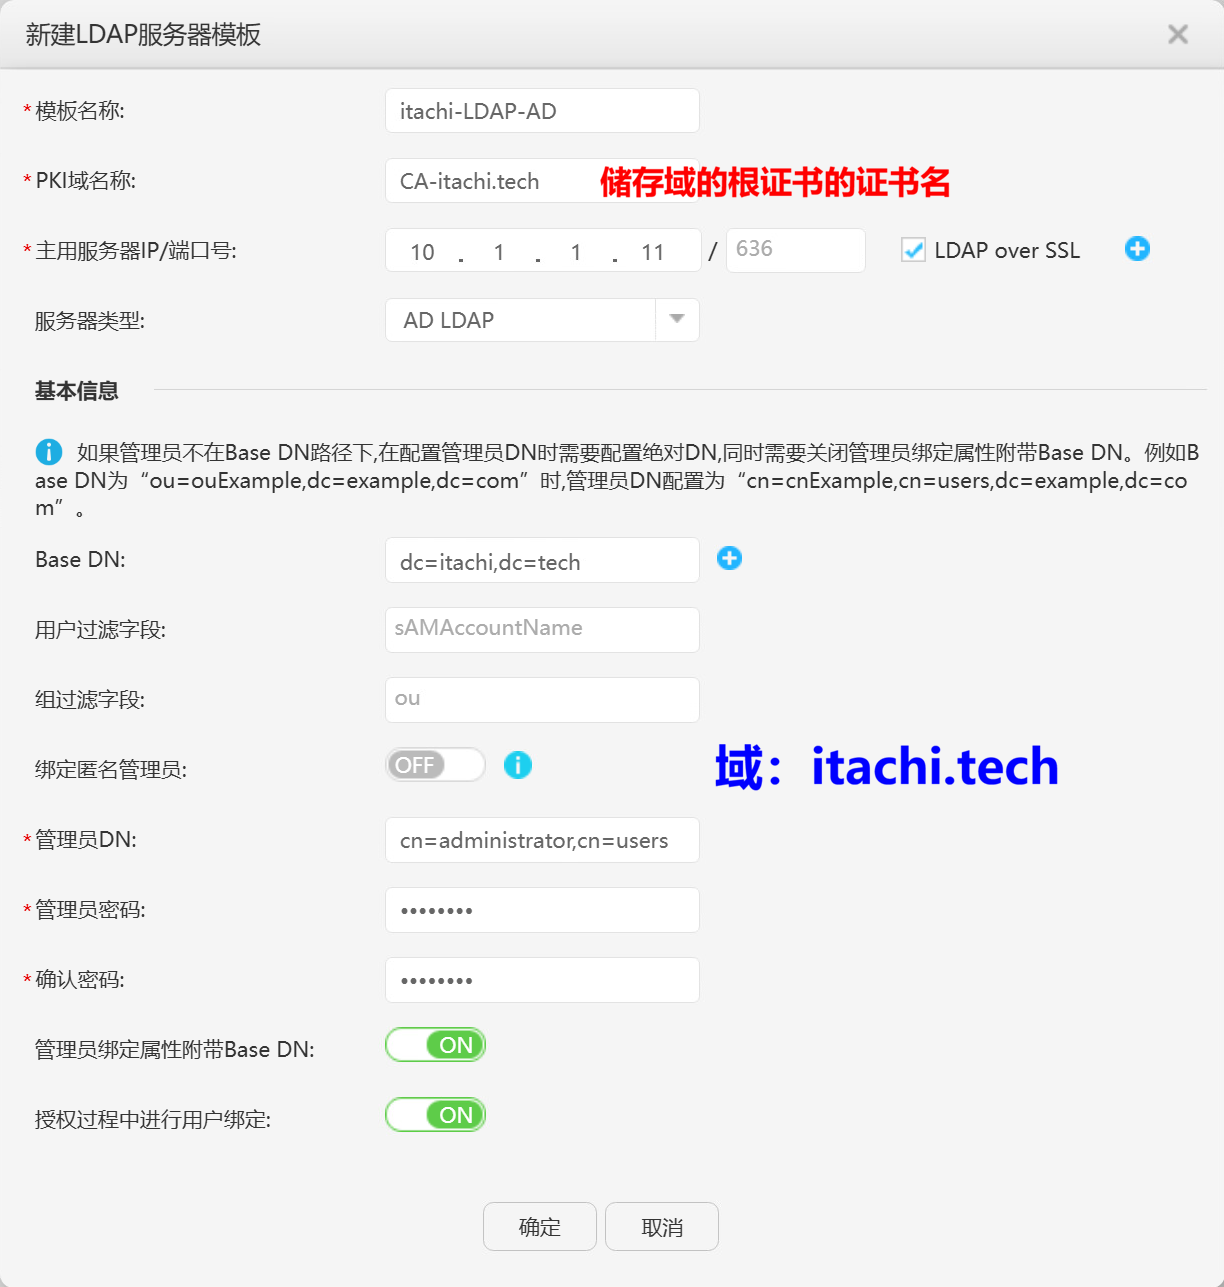 新建LDAP服务器模板
* 模板名称: itachi-LDAP-AD
* PKI域名称: CA-itachi.tech 储存域的根证书的证书名
* 主用服务器IP/端口号: 10 . 1 . 1 . 11 / 636 LDAP over SSL
服务器类型: AD LDAP
基本信息
如果管理员不在Base DN路径下,在配置管理员DN时需要配置绝对DN,同时需要关闭管理员绑定属性附带Base DN。例如B
ase DN为“ou=ouExample,dc=example,dc=com”时,管理员DN配置为“cn=cnExample,cn=users,dc=example,dc=co
m”。
Base DN: dc=itachi,dc=tech
用户过滤字段: sAMAccountName
组过滤字段: ou
绑定匿名管理员: OFF 域：itachi.tech
* 管理员DN: cn=administrator,cn=users
* 管理员密码: ••••••••
* 确认密码: ••••••••
管理员绑定属性附带Base DN: ON
授权过程中进行用户绑定: ON
确定 取消